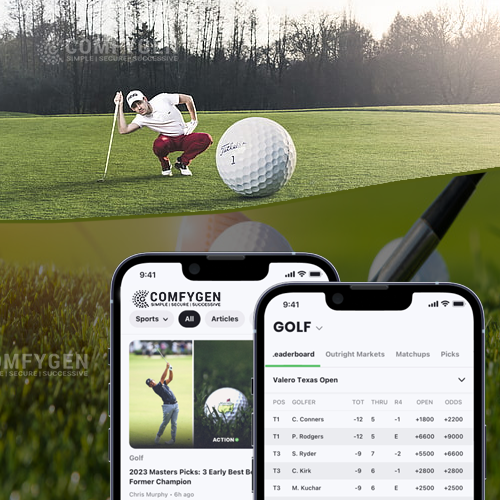 COMFYGEN
SIMPLE | SECURE | SUCCESSIVE
PING
Titleist
1
9:41
COMFYGEN
SIMPLE | SECURE | SUCCESSIVE
Sports All Articles
ACTION
Golf
2023 Masters Picks: 3 Early Best Be
Former Champion
Chris Murphy • 6h ago
9:41
GOLF
.eaderboard Outright Markets Matchups Picks
Valero Texas Open
POS GOLFER TOT THRU R4 OPEN ODDS
T1 C. Conners -12 5 -1 +1800 +2200
T1 P. Rodgers -12 5 E +6600 +9000
T3 S. Ryder -9 7 -2 +5500 +6600
T3 C. Kirk -9 6 -1 +2800 +2800
T3 M. Kuchar -9 6 E +2500 +2500
OMFYGEN
| SECURE | SUCCESSIVE